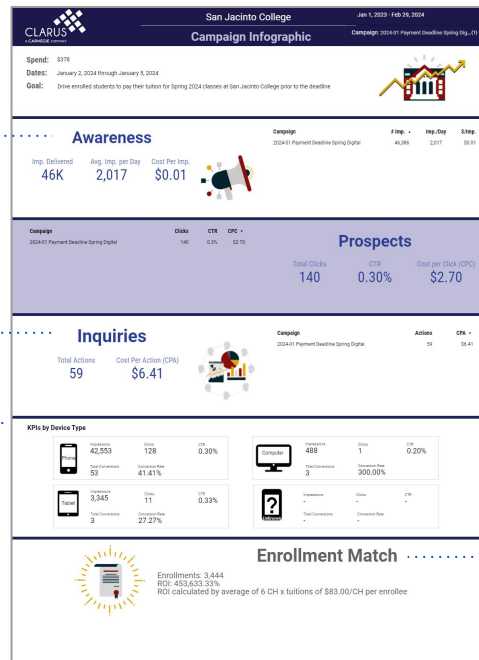 CLARUS
A CARNEGIE COMPANY
San Jacinto College
Jan 1, 2023 - Feb 29, 2024
Campaign Infographic
Campaign: 2024-01 Payment Deadline Spring Dig...(1)
Spend: $378
Dates: January 2, 2024 through January 5, 2024
Goal: Drive enrolled students to pay their tuition for Spring 2024 classes at San Jacinto College prior to the deadline
Awareness
Imp. Delivered Avg. Imp. per Day Cost Per Imp.
46K 2,017 $0.01
Campaign # Imp. Imp./Day $/Imp.
2024-01 Payment Deadline Spring Digital 46,386 2,017 $0.01
Campaign Clicks CTR CPC
2024-01 Payment Deadline Spring Digital 140 0.3% $2.70
Prospects
Total Clicks CTR Cost per Click (CPC)
140 0.30% $2.70
Inquiries
Total Actions Cost Per Action (CPA)
59 $6.41
Campaign Actions CPA
2024-01 Payment Deadline Spring Digital 59 $6.41
KPIs by Device Type
Phone
Impressions Clicks CTR
42,553 128 0.30%
Total Conversions Conversion Rate
53 41.41%
Computer
Impressions Clicks CTR
488 1 0.20%
Total Conversions Conversion Rate
3 300.00%
Tablet
Impressions Clicks CTR
3,345 11 0.33%
Total Conversions Conversion Rate
3 27.27%
?
Unknown
Impressions Clicks CTR
- - -
Total Conversions Conversion Rate
- -
Enrollment Match
Enrollments: 3,444
ROI: 453,633.33%
ROI calculated by average of 6 CH x tuitions of $83.00/CH per enrollee